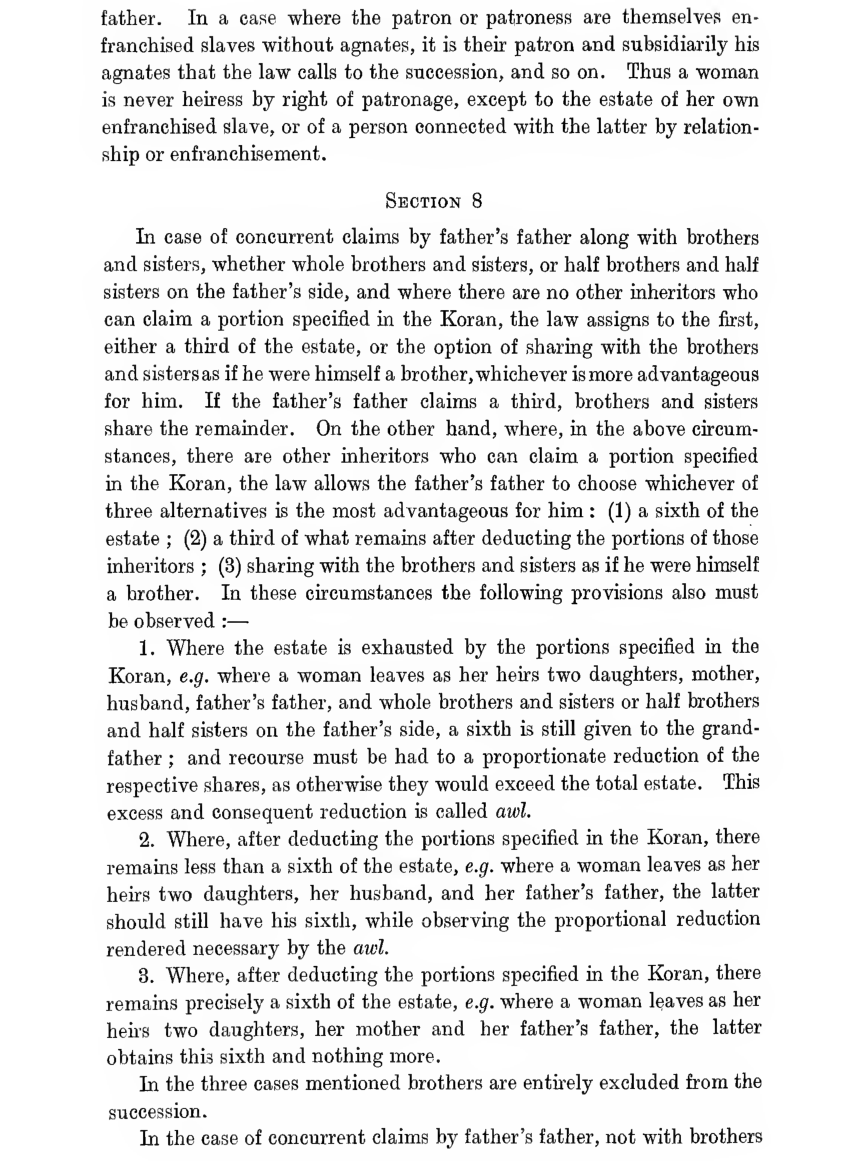 father. In a case where the patron or patroness are themselves en-
franchised slaves without agnates, it is their patron and subsidiarily his
agnates that the law calls to the succession, and so on. Thus a woman
is never heiress by right of patronage, except to the estate of her own
enfranchised slave, or of a person connected with the latter by relation-
ship or enfranchisement.
SECTION 8
In case of concurrent claims by father's father along with brothers
and sisters, whether whole brothers and sisters, or half brothers and half
sisters on the father's side, and where there are no other inheritors who
can claim a portion specified in the Koran, the law assigns to the first,
either a third of the estate, or the option of sharing with the brothers
and sisters as if he were himself a brother, whichever is more advantageous
for him. If the father's father claims a third, brothers and sisters
share the remainder. On the other hand, where, in the above circum-
stances, there are other inheritors who can claim a portion specified
in the Koran, the law allows the father's father to choose whichever of
three alternatives is the most advantageous for him : (1) a sixth of the
estate ; (2) a third of what remains after deducting the portions of those
inheritors ; (3) sharing with the brothers and sisters as if he were himself
a brother. In these circumstances the following provisions also must
be observed :—
1. Where the estate is exhausted by the portions specified in the
Koran, e.g. where a woman leaves as her heirs two daughters, mother,
husband, father's father, and whole brothers and sisters or half brothers
and half sisters on the father's side, a sixth is still given to the grand-
father ; and recourse must be had to a proportionate reduction of the
respective shares, as otherwise they would exceed the total estate. This
excess and consequent reduction is called awl.
2. Where, after deducting the portions specified in the Koran, there
remains less than a sixth of the estate, e.g. where a woman leaves as her
heirs two daughters, her husband, and her father's father, the latter
should still have his sixth, while observing the proportional reduction
rendered necessary by the awl.
3. Where, after deducting the portions specified in the Koran, there
remains precisely a sixth of the estate, e.g. where a woman leaves as her
heirs two daughters, her mother and her father's father, the latter
obtains this sixth and nothing more.
In the three cases mentioned brothers are entirely excluded from the
succession.
In the case of concurrent claims by father's father, not with brothers